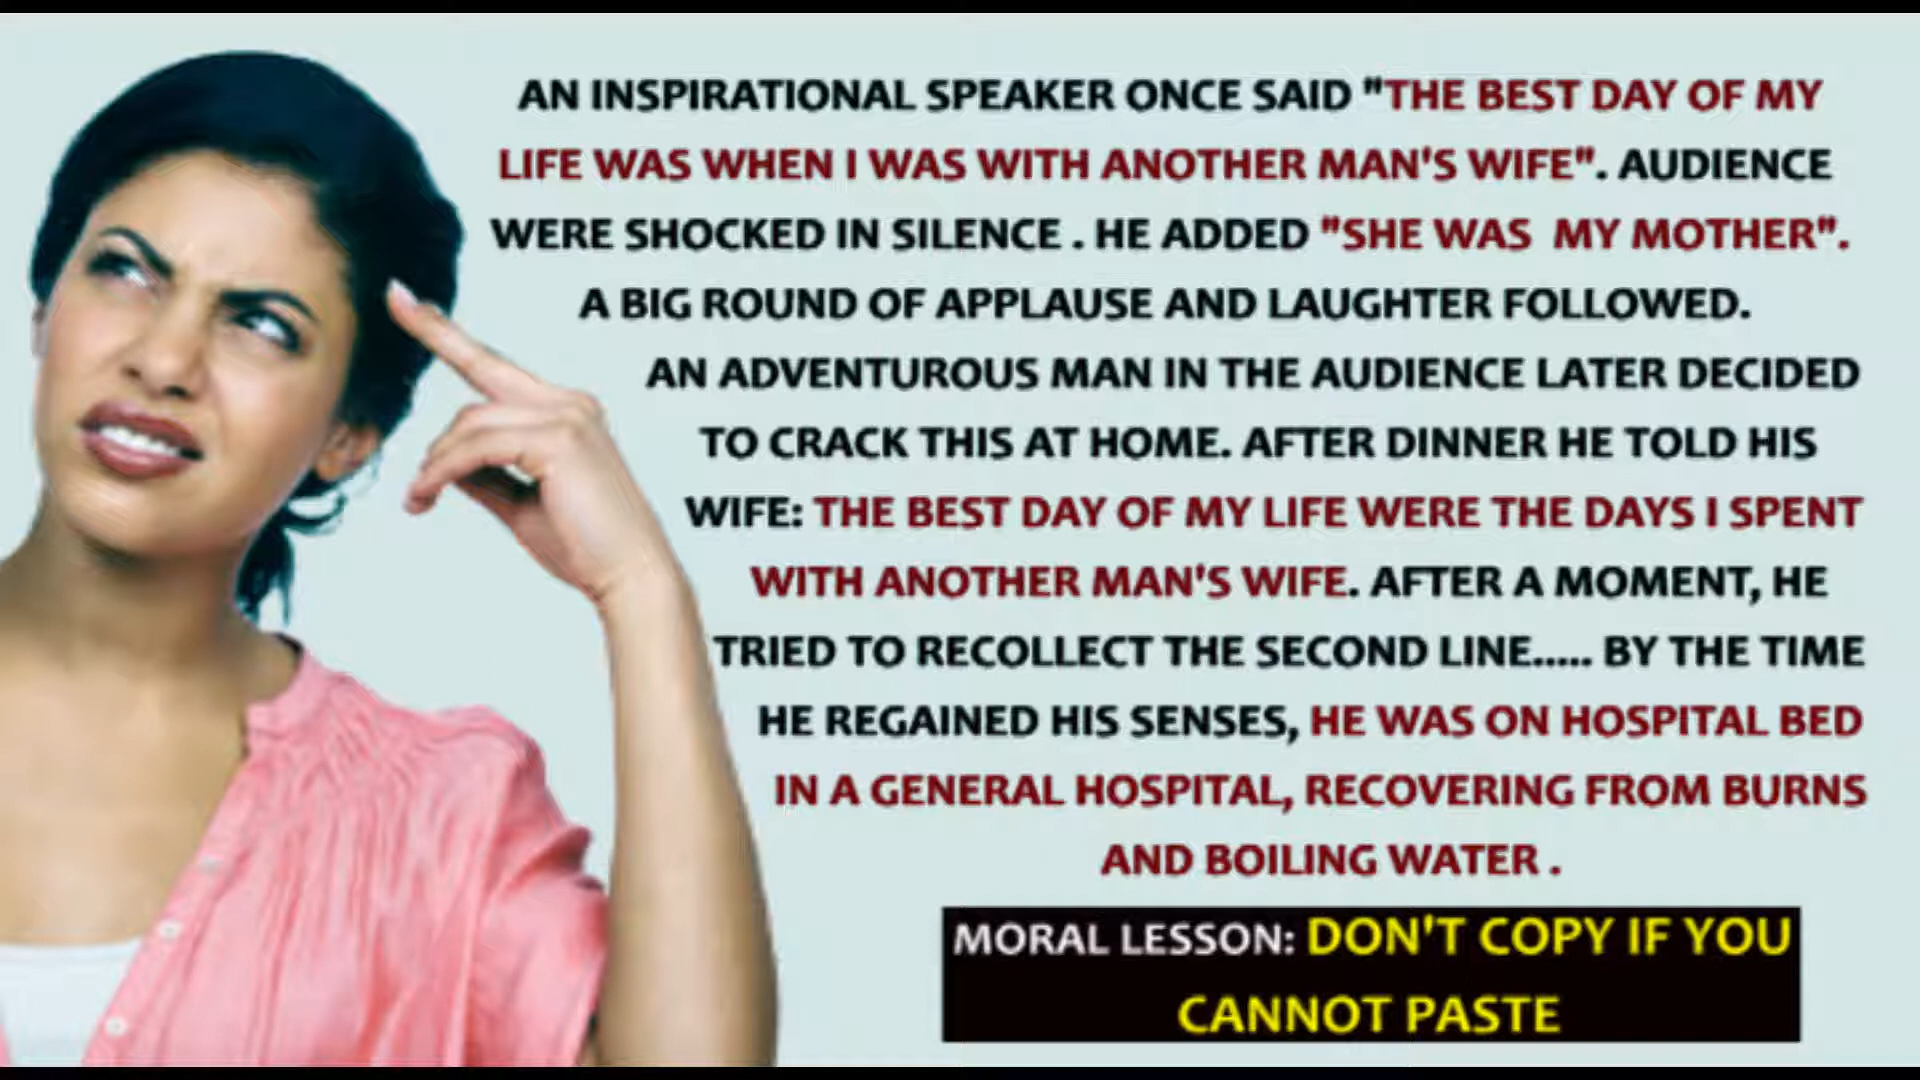 AN INSPIRATIONAL SPEAKER ONCE SAID "THE BEST DAY OF MY
LIFE WAS WHEN I WAS WITH ANOTHER MAN'S WIFE". AUDIENCE
WERE SHOCKED IN SILENCE . HE ADDED "SHE WAS MY MOTHER".
A BIG ROUND OF APPLAUSE AND LAUGHTER FOLLOWED.
AN ADVENTUROUS MAN IN THE AUDIENCE LATER DECIDED
TO CRACK THIS AT HOME. AFTER DINNER HE TOLD HIS
WIFE: THE BEST DAY OF MY LIFE WERE THE DAYS I SPENT
WITH ANOTHER MAN'S WIFE. AFTER A MOMENT, HE
TRIED TO RECOLLECT THE SECOND LINE..... BY THE TIME
HE REGAINED HIS SENSES, HE WAS ON HOSPITAL BED
IN A GENERAL HOSPITAL, RECOVERING FROM BURNS
AND BOILING WATER .
MORAL LESSON: DON'T COPY IF YOU
CANNOT PASTE